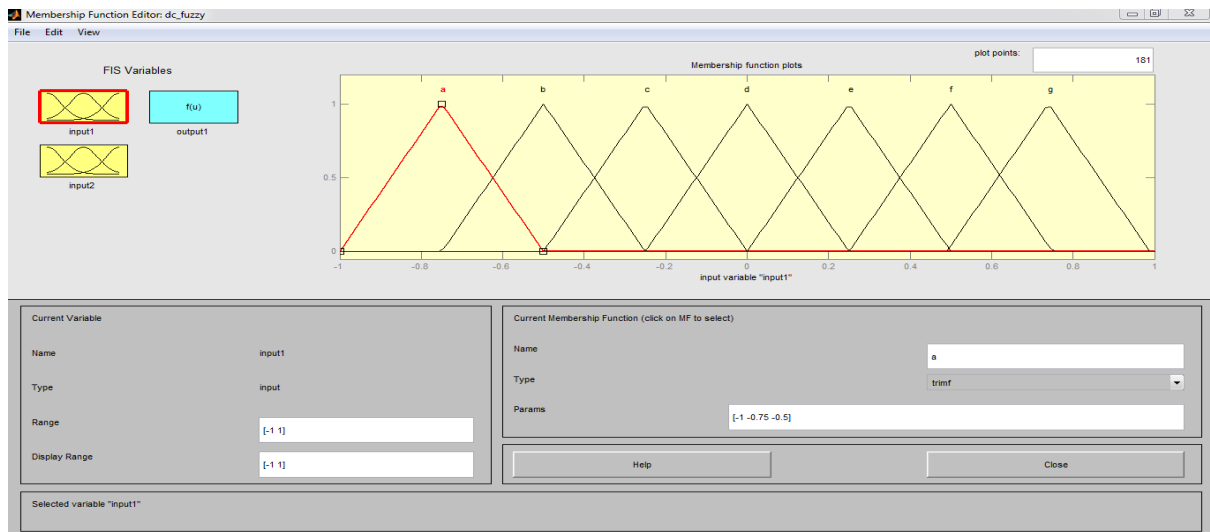 Membership Function Editor: dc_fuzzy
File Edit View
FIS Variables
f(u)
input1 output1
input2
plot points: 181
Membership function plots
a b c d e f g
1
0.5
0
-1 -0.8 -0.6 -0.4 -0.2 0 0.2 0.4 0.6 0.8 1
input variable "input1"
Current Variable
Name input1
Type input
Range [-1 1]
Display Range [-1 1]
Current Membership Function (click on MF to select)
Name a
Type trimf
Params [-1 -0.75 -0.5]
Help Close
Selected variable "input1"